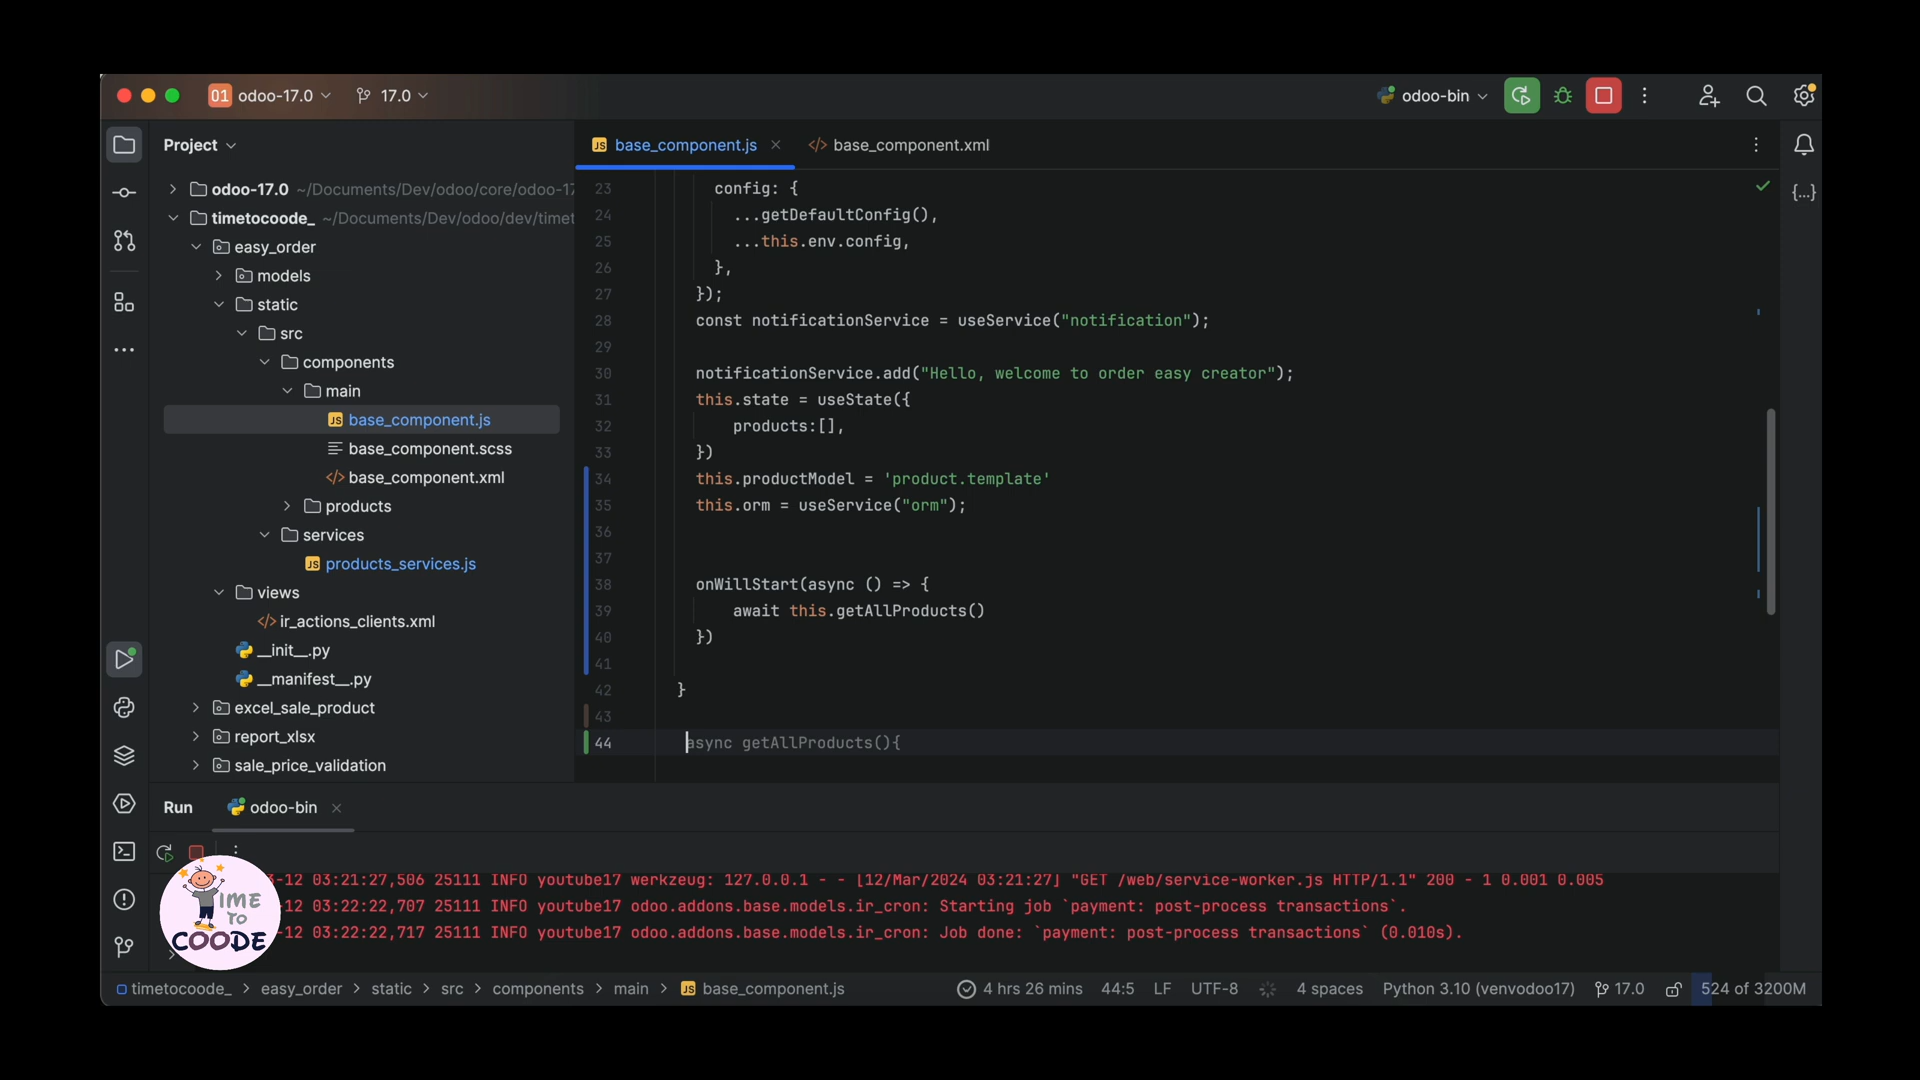 01 odoo-17.0
17.0
odoo-bin
Project
base_component.js
base_component.xml
odoo-17.0 ~/Documents/Dev/odoo/core/odoo-17
timetocoode_ ~/Documents/Dev/odoo/dev/timet
easy_order
models
static
src
components
main
base_component.js
base_component.scss
base_component.xml
products
services
products_services.js
views
ir_actions_clients.xml
__init__.py
__manifest__.py
excel_sale_product
report_xlsx
sale_price_validation
23 config: {
24 ...getDefaultConfig(),
25 ...this.env.config,
26 },
27 });
28 const notificationService = useService("notification");
29
30 notificationService.add("Hello, welcome to order easy creator");
31 this.state = useState({
32 products:[],
33 })
34 this.productModel = 'product.template'
35 this.orm = useService("orm");
36
37
38 onWillStart(async () => {
39 await this.getAllProducts()
40 })
41
42 }
43
44 async getAllProducts(){
Run
odoo-bin
3-12 03:21:27,506 25111 INFO youtube17 werkzeug: 127.0.0.1 - - [12/Mar/2024 03:21:27] "GET /web/service-worker.js HTTP/1.1" 200 - 1 0.001 0.005
-12 03:22:22,707 25111 INFO youtube17 odoo.addons.base.models.ir_cron: Starting job `payment: post-process transactions`.
-12 03:22:22,717 25111 INFO youtube17 odoo.addons.base.models.ir_cron: Job done: `payment: post-process transactions` (0.010s).
IME
TO
COODE
timetocoode_ > easy_order > static > src > components > main > base_component.js
4 hrs 26 mins
44:5
LF
UTF-8
4 spaces
Python 3.10 (venvodoo17)
17.0
524 of 3200M